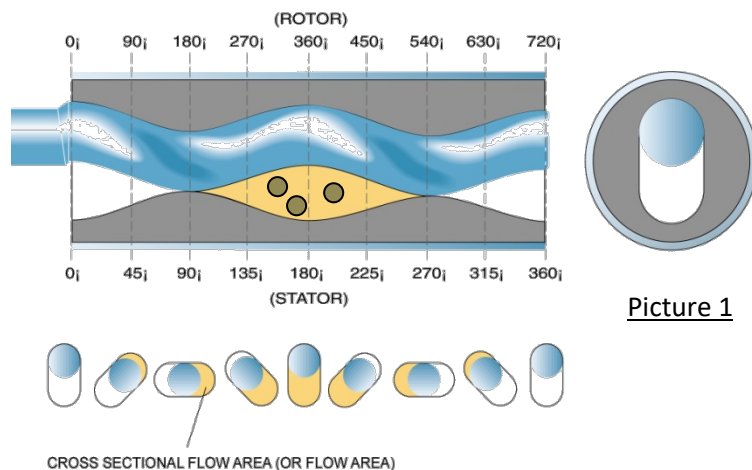 (ROTOR)
0¡ 90¡ 180¡ 270¡ 360¡ 450¡ 540¡ 630¡ 720¡
0¡ 45¡ 90¡ 135¡ 180¡ 225¡ 270¡ 315¡ 360¡
(STATOR)
Picture 1
CROSS SECTIONAL FLOW AREA (OR FLOW AREA)